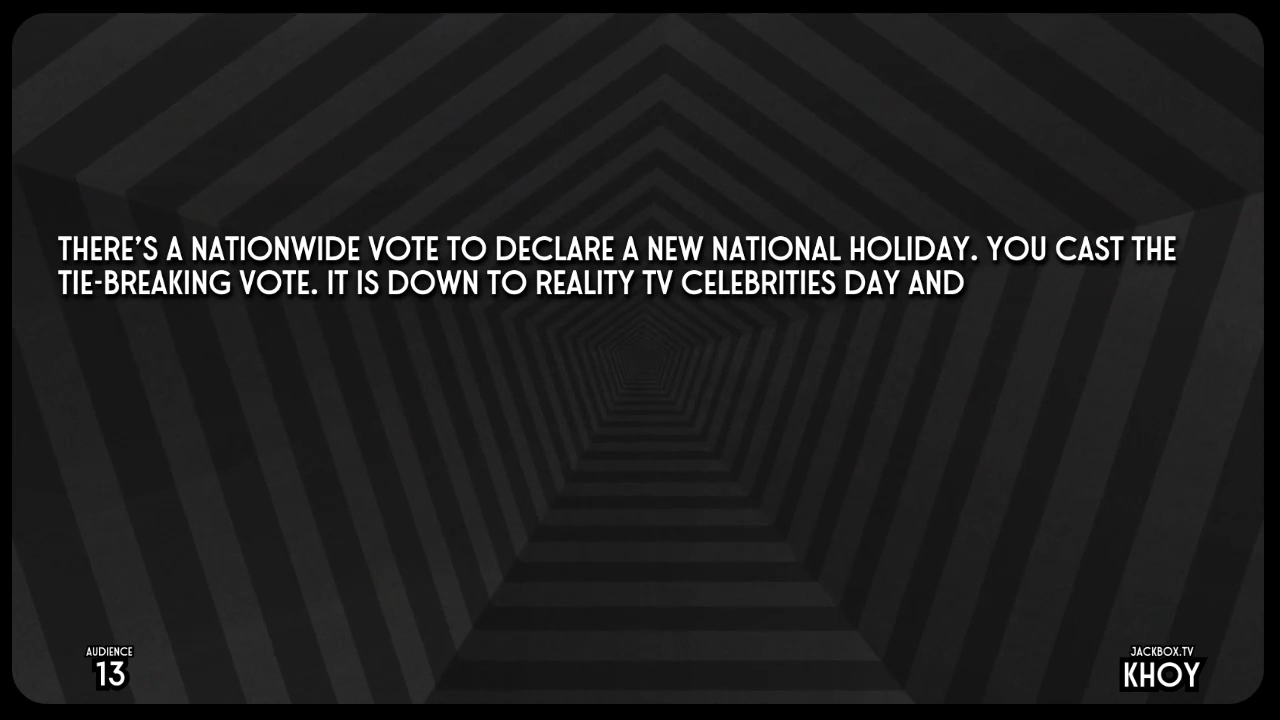 THERE'S A NATIONWIDE VOTE TO DECLARE A NEW NATIONAL HOLIDAY. YOU CAST THE
TIE-BREAKING VOTE. IT IS DOWN TO REALITY TV CELEBRITIES DAY AND
AUDIENCE
13
JACKBOX.TV
KHOY